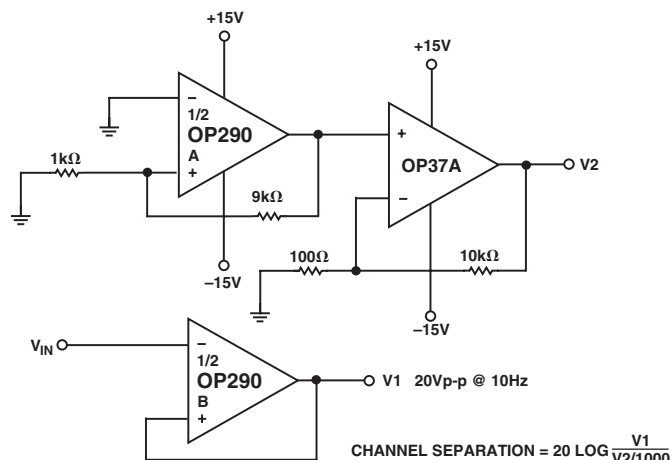 +15V
+15V
−
1/2
OP290
A
+
1kΩ
9kΩ
−15V
+
OP37A
−
V2
100Ω
10kΩ
−15V
VIN
−
1/2
OP290
B
+
V1 20Vp-p @ 10Hz
CHANNEL SEPARATION = 20 LOG V1
V2/1000